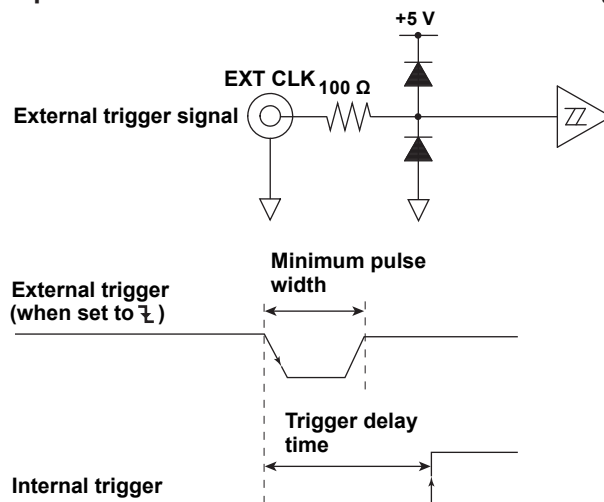 +5 V
EXT CLK
100 Ω
External trigger signal
Minimum pulse
width
External trigger
(when set to )
Trigger delay
time
Internal trigger